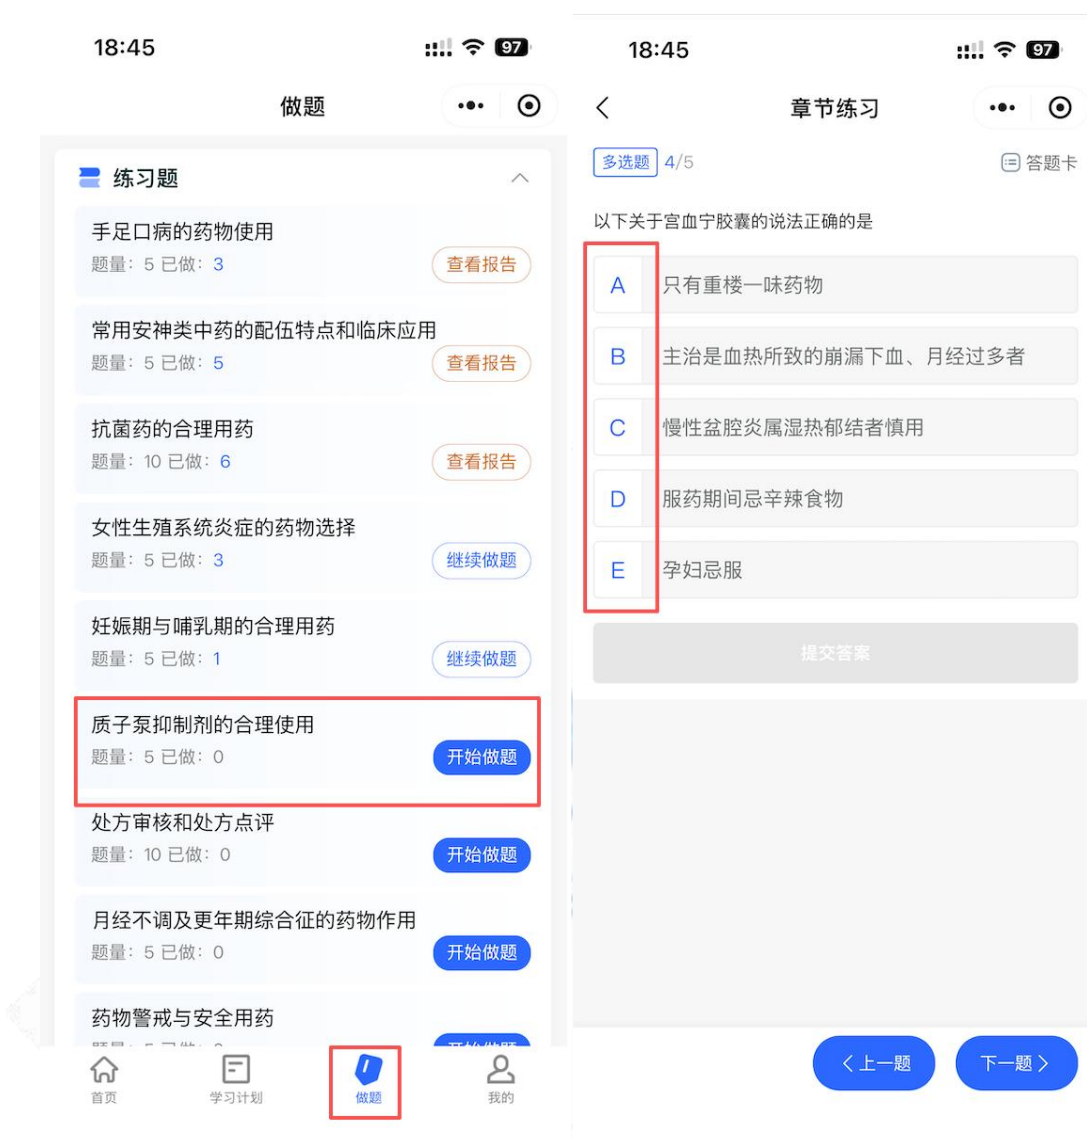 18:45
97
做题
练习题
手足口病的药物使用
题量：5 已做：3
查看报告
常用安神类中药的配伍特点和临床应用
题量：5 已做：5
查看报告
抗菌药的合理用药
题量：10 已做：6
查看报告
女性生殖系统炎症的药物选择
题量：5 已做：3
继续做题
妊娠期与哺乳期的合理用药
题量：5 已做：1
继续做题
质子泵抑制剂的合理使用
题量：5 已做：0
开始做题
处方审核和处方点评
题量：10 已做：0
开始做题
月经不调及更年期综合征的药物作用
题量：5 已做：0
开始做题
药物警戒与安全用药
首页
学习计划
做题
我的
18:45
97
章节练习
多选题 4/5
答题卡
以下关于宫血宁胶囊的说法正确的是
A 只有重楼一味药物
B 主治是血热所致的崩漏下血、月经过多者
C 慢性盆腔炎属湿热郁结者慎用
D 服药期间忌辛辣食物
E 孕妇忌服
提交答案
上一题
下一题